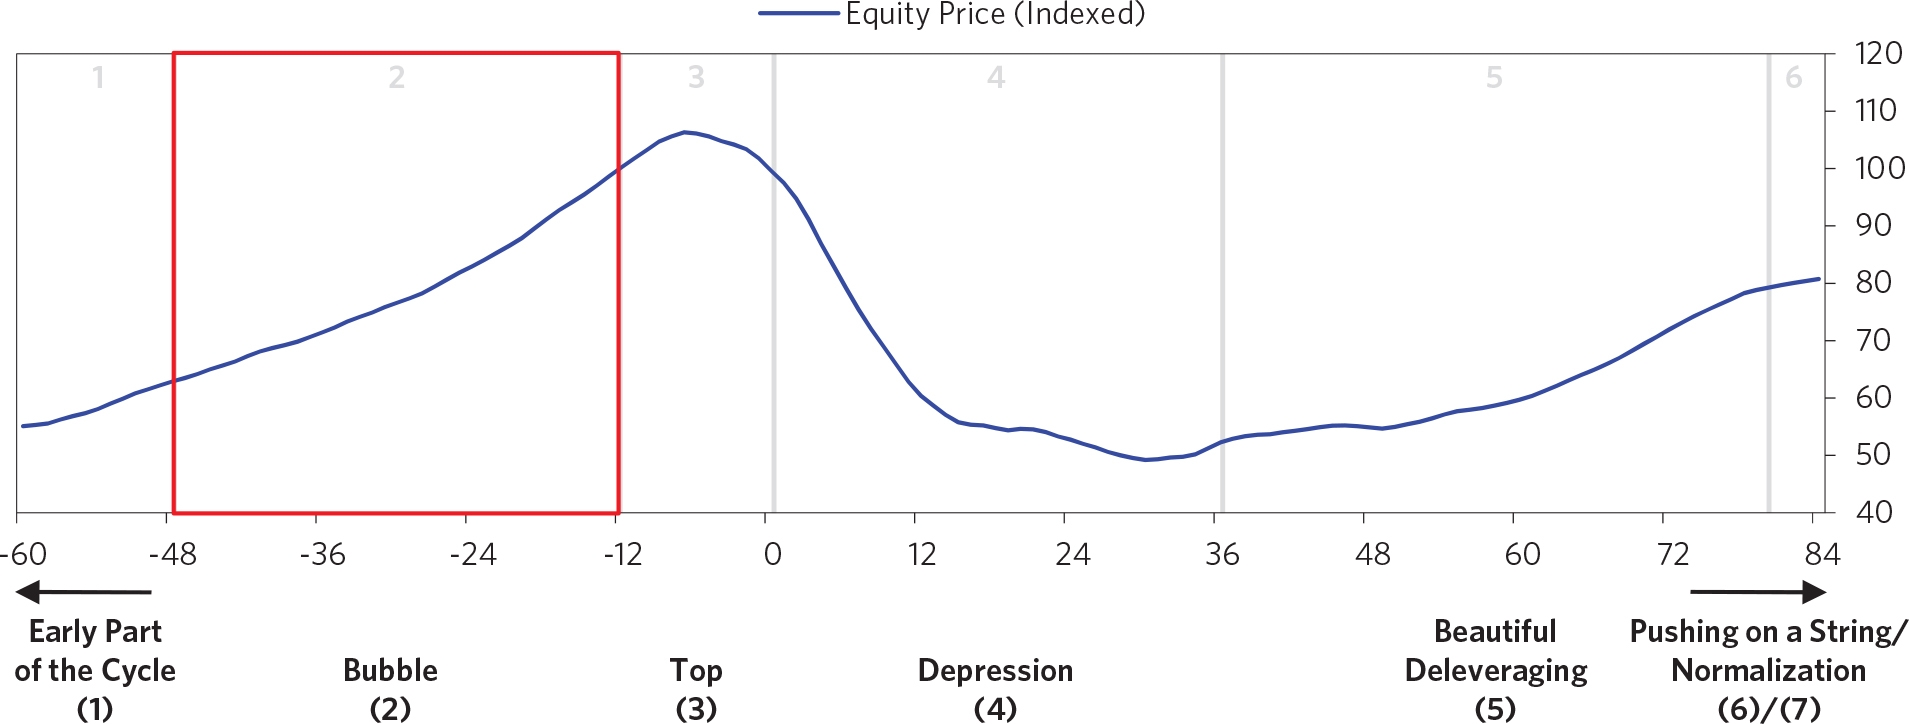 Equity Price (Indexed)
1 2 3 4 5 6
120
110
100
90
80
70
60
50
40
-60 -48 -36 -24 -12 0 12 24 36 48 60 72 84
Early Part
of the Cycle
(1)
Bubble
(2)
Top
(3)
Depression
(4)
Beautiful
Deleveraging
(5)
Pushing on a String/
Normalization
(6)/(7)